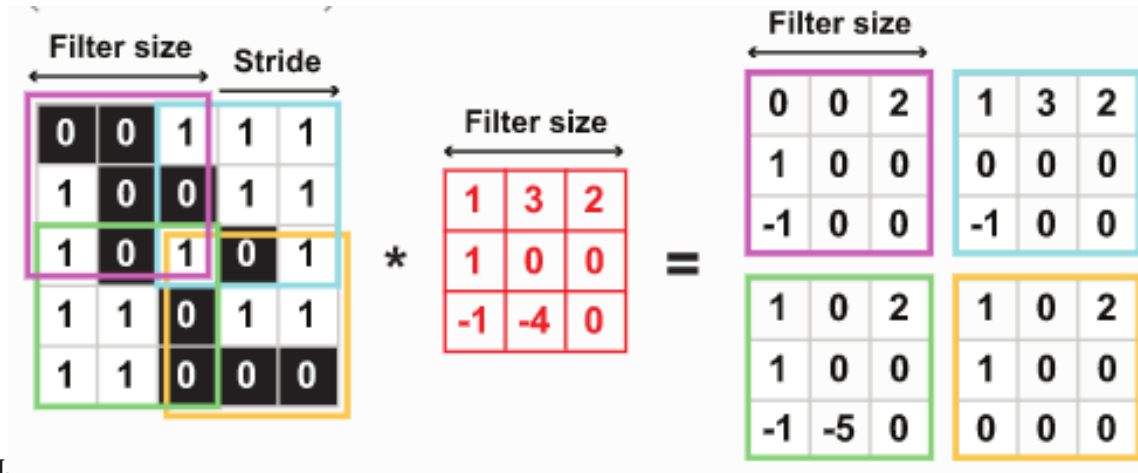 Filter size
Stride
0 0 1 1 1
1 0 0 1 1
1 0 1 0 1
1 1 0 1 1
1 1 0 0 0
*
Filter size
1 3 2
1 0 0
-1 -4 0
=
Filter size
0 0 2
1 0 0
-1 0 0
1 3 2
0 0 0
-1 0 0
1 0 2
1 0 0
-1 -5 0
1 0 2
1 0 0
0 0 0